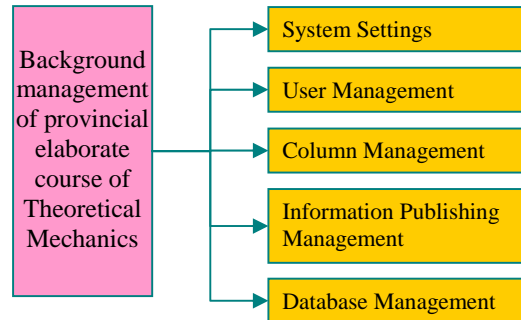 Background
management
of provincial
elaborate
course of
Theoretical
Mechanics
System Settings
User Management
Column Management
Information Publishing
Management
Database Management